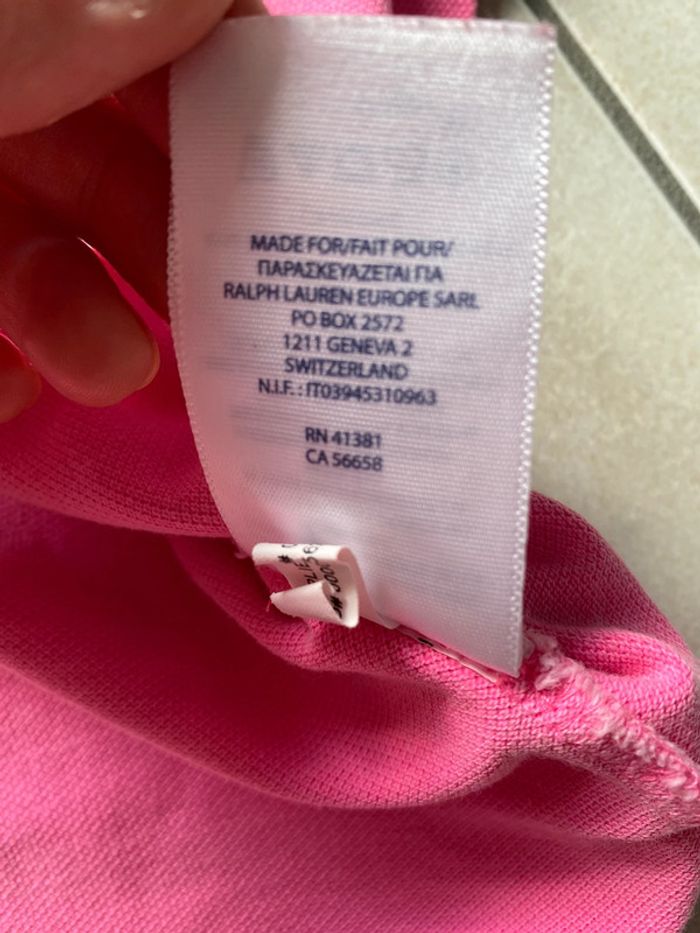 MADE FOR/FAIT POUR/
ΠΑΡΑΣΚΕΥΑΖΕΤΑΙ ΓΙΑ
RALPH LAUREN EUROPE SARL
PO BOX 2572
1211 GENEVA 2
SWITZERLAND
N.I.F. : IT03945310963
RN 41381
CA 56658